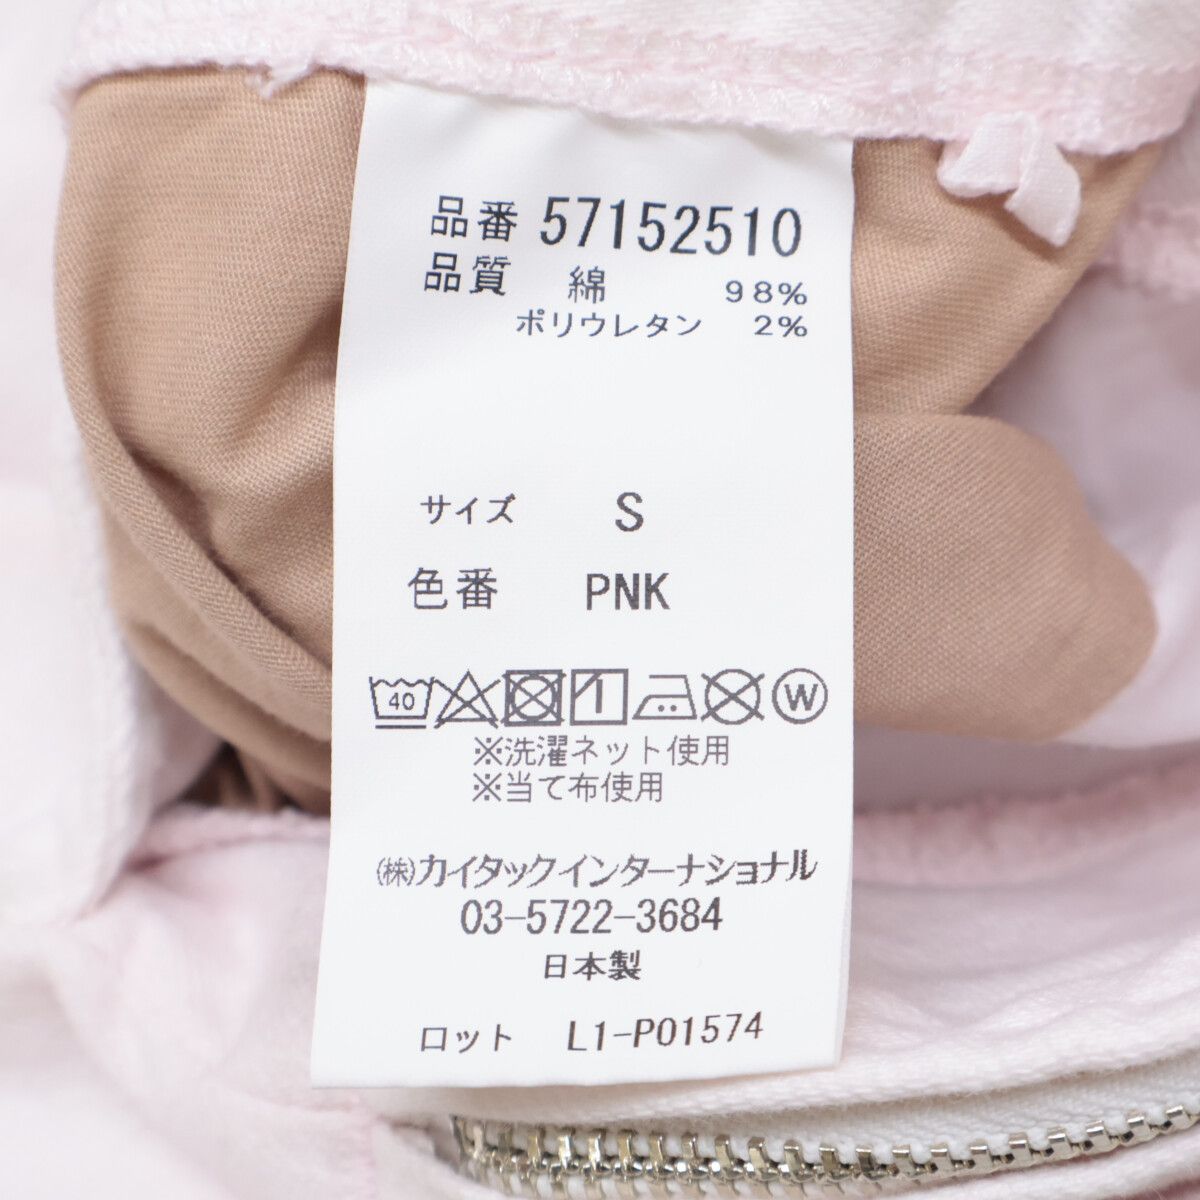 品番 57152510
品質 綿 98%
ポリウレタン 2%
サイズ S
色番 PNK
40 W
※洗濯ネット使用
※当て布使用
㈱カイタックインターナショナル
03-5722-3684
日本製
ロット L1-P01574